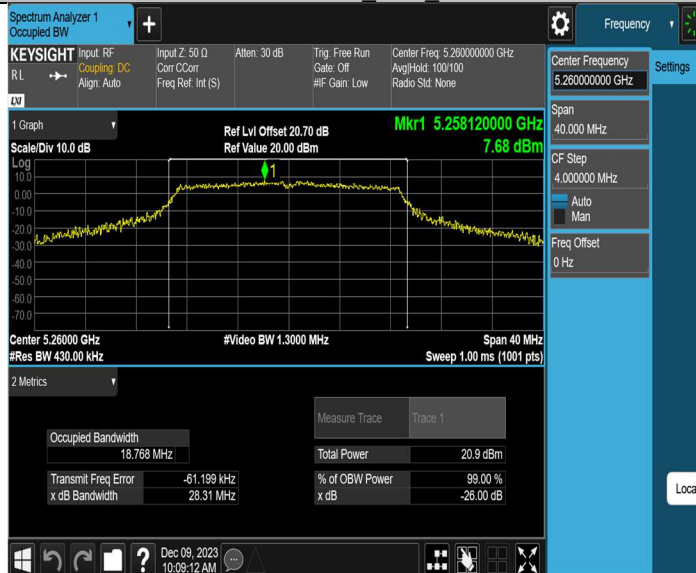 Spectrum Analyzer 1
Occupied BW
+
Frequency
KEYSIGHT
RL
LXI
Input: RF
Coupling: DC
Align: Auto
Input Z: 50 Ω
Corr CCorr
Freq Ref: Int (S)
Atten: 30 dB
Trig: Free Run
Gate: Off
#IF Gain: Low
Center Freq: 5.260000000 GHz
Avg|Hold: 100/100
Radio Std: None
Center Frequency
5.260000000 GHz
Settings
Span
40.000 MHz
CF Step
4.000000 MHz
Auto
Man
Freq Offset
0 Hz
Loca
1 Graph
Scale/Div 10.0 dB
Ref Lvl Offset 20.70 dB
Ref Value 20.00 dBm
Mkr1 5.258120000 GHz
7.68 dBm
Log
10.0
0.00
-10.0
-20.0
-30.0
-40.0
-50.0
-60.0
-70.0
1
Center 5.26000 GHz
#Res BW 430.00 kHz
#Video BW 1.3000 MHz
Span 40 MHz
Sweep 1.00 ms (1001 pts)
2 Metrics
Measure Trace Trace 1
Occupied Bandwidth
18.768 MHz
Total Power 20.9 dBm
Transmit Freq Error -61.199 kHz
x dB Bandwidth 28.31 MHz
% of OBW Power 99.00 %
x dB -26.00 dB
?
Dec 09, 2023
10:09:12 AM